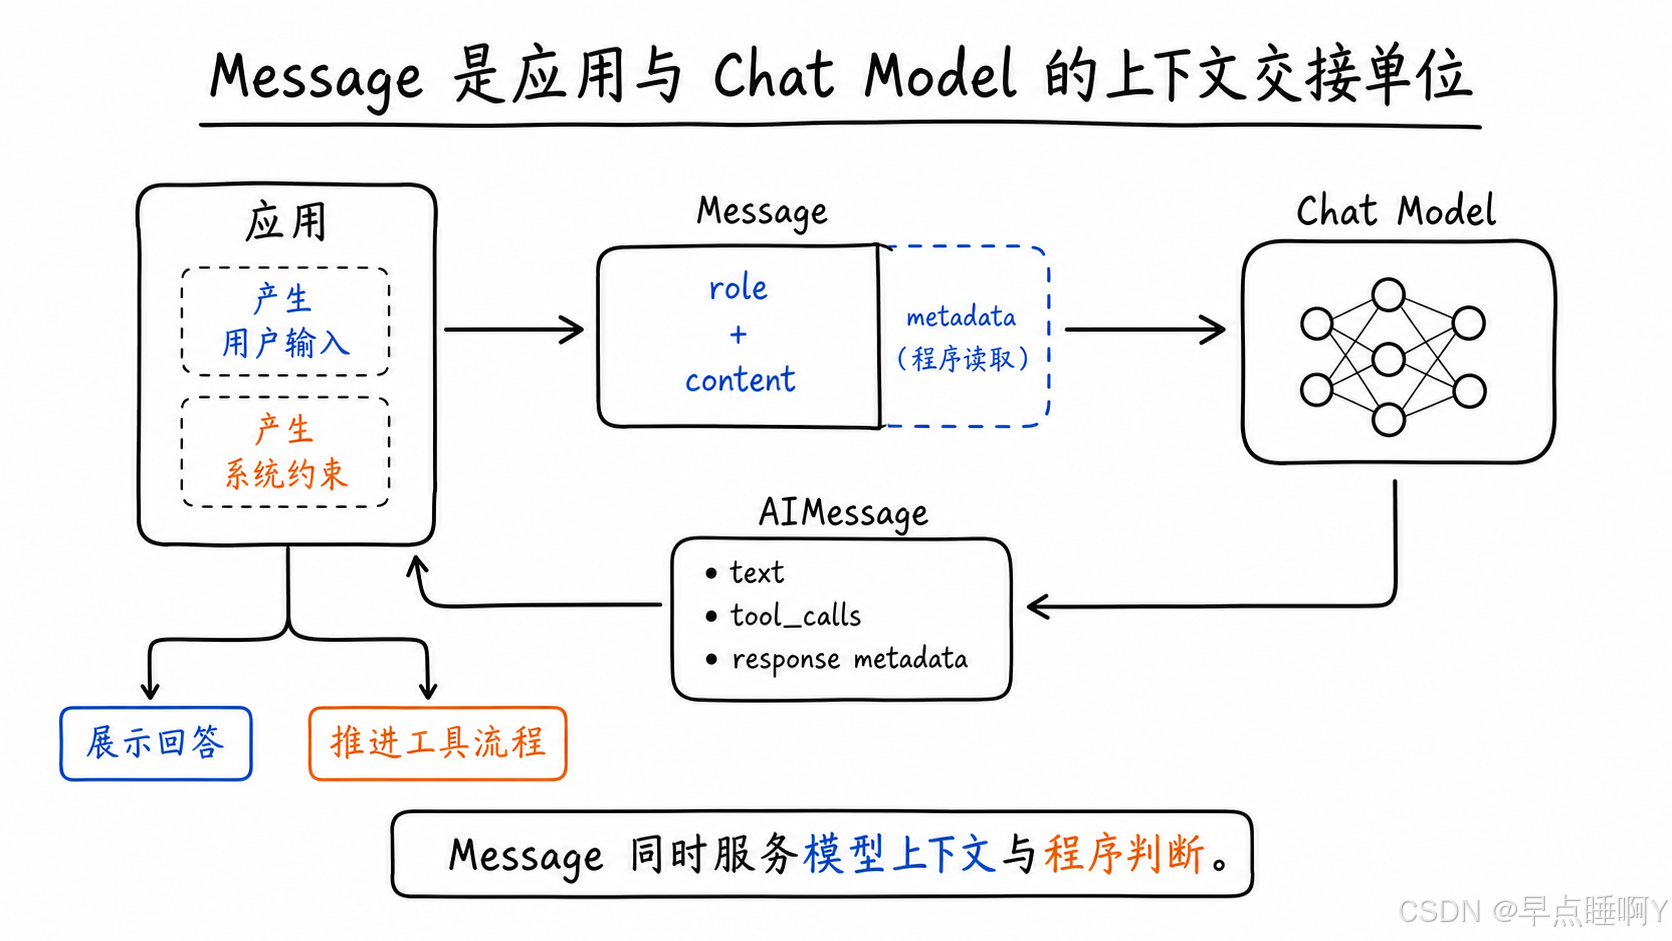 Message 是应用与 Chat Model 的上下文交接单位
应用
产生
用户输入
产生
系统约束
Message
role
+
content
metadata
（程序读取）
Chat Model
AIMessage
• text
• tool_calls
• response metadata
展示回答
推进工具流程
Message 同时服务模型上下文与程序判断。
CSDN @早点睡啊Y